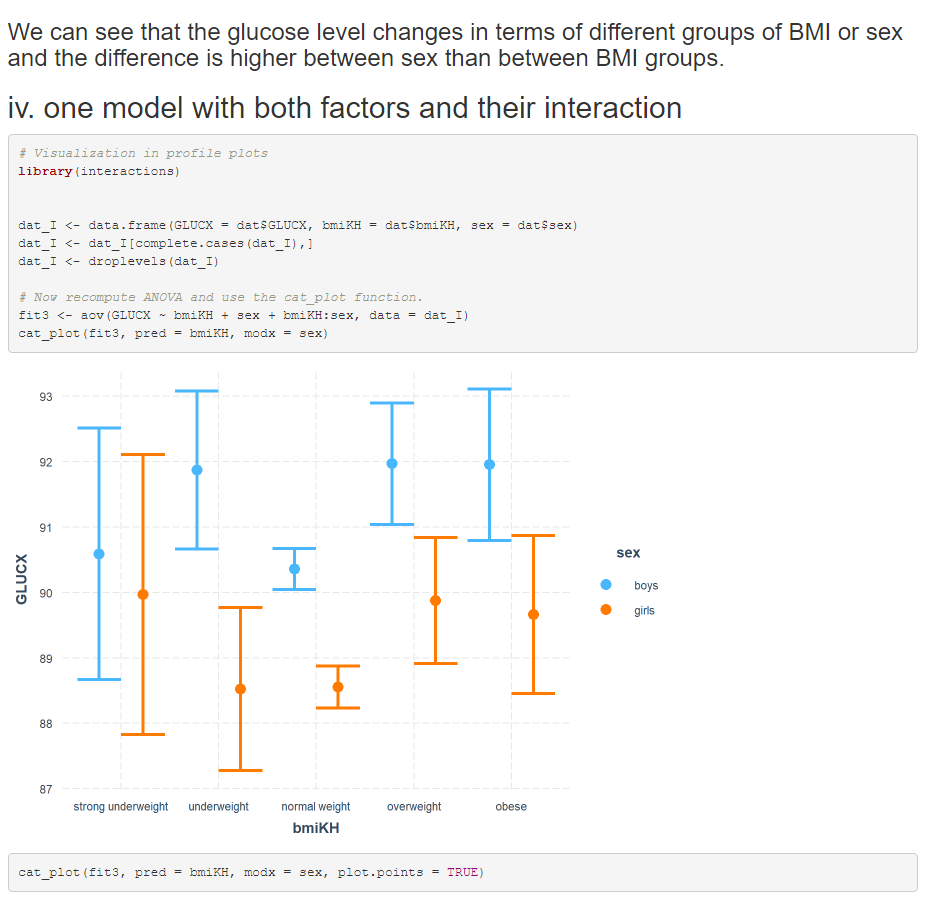 We can see that the glucose level changes in terms of different groups of BMI or sex
and the difference is higher between sex than between BMI groups.
iv. one model with both factors and their interaction
# Visualization in profile plots
library(interactions)
dat_I <- data.frame(GLUCX = dat$GLUCX, bmiKH = dat$bmiKH, sex = dat$sex)
dat_I <- dat_I[complete.cases(dat_I),]
dat_I <- droplevels(dat_I)
# Now recompute ANOVA and use the cat_plot function.
fit3 <- aov(GLUCX ~ bmiKH + sex + bmiKH:sex, data = dat_I)
cat_plot(fit3, pred = bmiKH, modx = sex)
93
92
91
90
89
88
87
GLUCX
strong underweight underweight normal weight overweight obese
bmiKH
sex
boys
girls
cat_plot(fit3, pred = bmiKH, modx = sex, plot.points = TRUE)